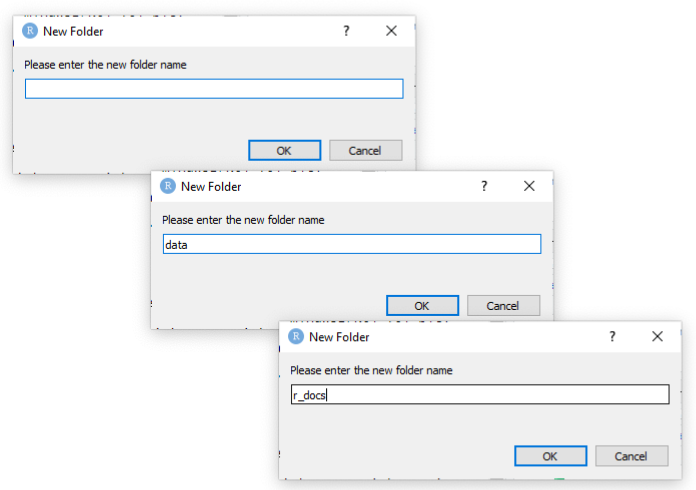 R New Folder ?
Please enter the new folder name
OK Cancel
R New Folder ?
Please enter the new folder name
data
OK Cancel
R New Folder ?
Please enter the new folder name
r_docs
OK Cancel